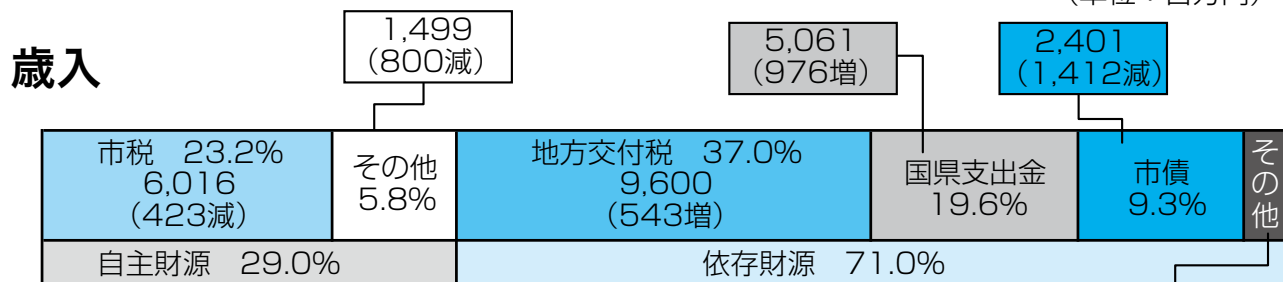 歳入
1,499
（800減）
5,061
（976増）
2,401
（1,412減）
市税 23.2%
6,016
（423減）
その他
5.8%
地方交付税 37.0%
9,600
（543増）
国県支出金
19.6%
市債
9.3%
その他
自主財源 29.0%
依存財源 71.0%